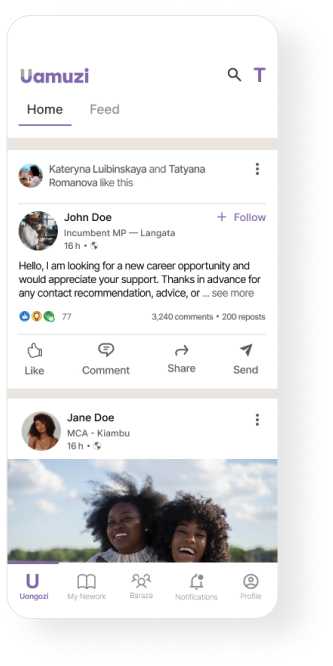 Uamuzi
T
Home Feed
Kateryna Luibinskaya and Tatyana
Romanova like this
John Doe
+ Follow
Incumbent MP — Langata
16 h •
Hello, I am looking for a new career opportunity and
would appreciate your support. Thanks in advance for
any contact recommendation, advice, or ... see more
77 3,240 comments • 200 reposts
Like Comment Share Send
Jane Doe
MCA - Kiambu
16 h •
U
Uongozi My Nework Baraza Notifications Profile